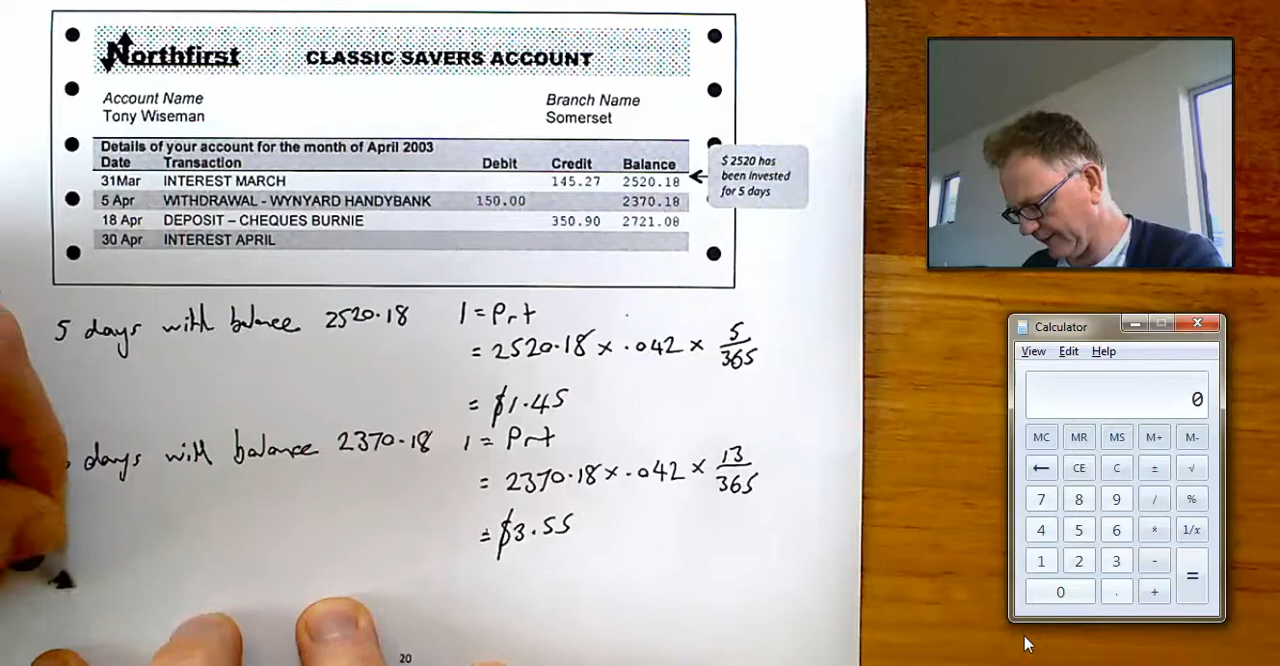 Northfirst CLASSIC SAVERS ACCOUNT
Account Name Branch Name
Tony Wiseman Somerset
Details of your account for the month of April 2003
Date Transaction Debit Credit Balance
31Mar INTEREST MARCH 145.27 2520.18
5 Apr WITHDRAWAL - WYNYARD HANDYBANK 150.00 2370.18
18 Apr DEPOSIT – CHEQUES BURNIE 350.90 2721.08
30 Apr INTEREST APRIL
$ 2520 has
been invested
for 5 days
5 days with balance 2520.18 I = Prt
= 2520.18 × .042 × 5/365
= $1.45
days with balance 2370.18 I = Prt
= 2370.18 × .042 × 13/365
= $3.55
20
Calculator
View Edit Help
0
MC MR MS M+ M-
← CE C ± √
7 8 9 / %
4 5 6 * 1/x
1 2 3 - =
0 . +